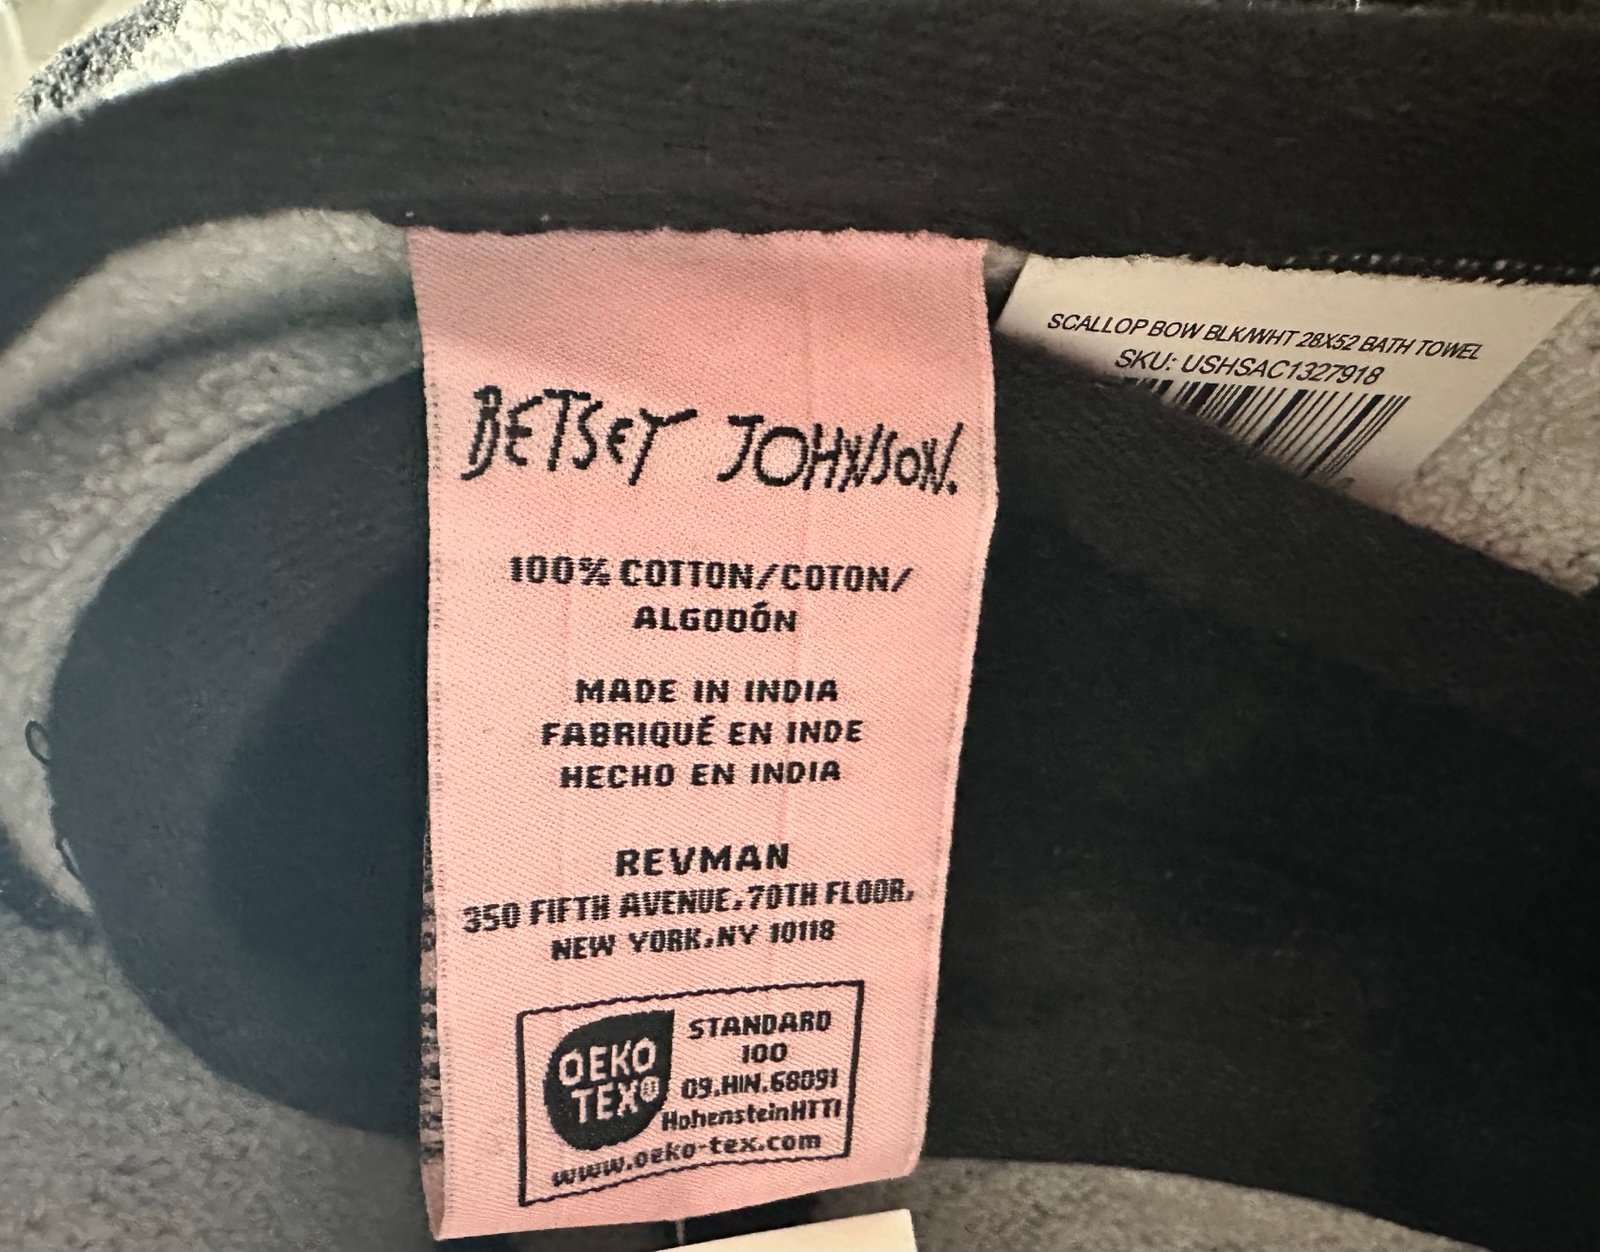 BETSEY JOHNSON.
100% COTTON/COTON/
ALGODÓN
MADE IN INDIA
FABRIQUÉ EN INDE
HECHO EN INDIA
REVMAN
350 FIFTH AVENUE, 70TH FLOOR,
NEW YORK, NY 10118
OEKO
TEX®
STANDARD
100
09.HIN.68091
HohensteinHTTI
www.oeko-tex.com
SCALLOP BOW BLK/WHT 28X52 BATH TOWEL
SKU: USHSAC1327918